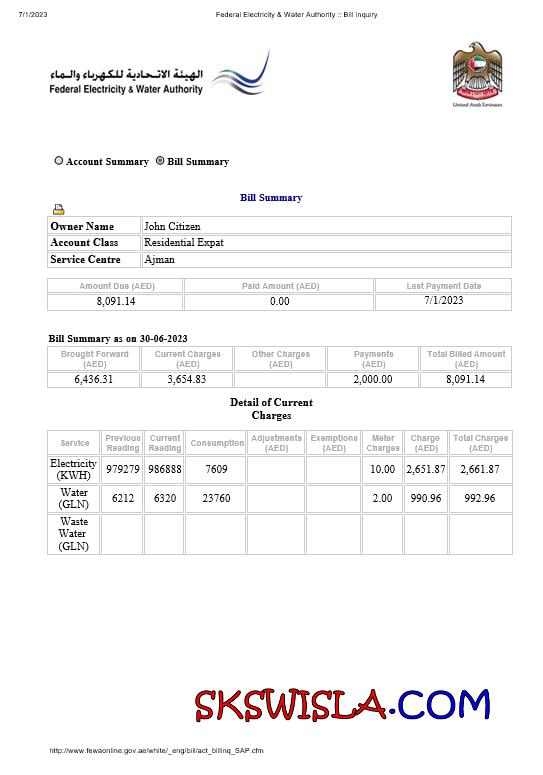 7/1/2023 Federal Electricity & Water Authority :: Bill Inquiry
الهيئة الاتحادية للكهرباء والماء
Federal Electricity & Water Authority
United Arab Emirates
Account Summary Bill Summary
Bill Summary
Owner Name John Citizen
Account Class Residential Expat
Service Centre Ajman
Amount Due (AED) Paid Amount (AED) Last Payment Date
8,091.14 0.00 7/1/2023
Bill Summary as on 30-06-2023
Brought Forward (AED) Current Charges (AED) Other Charges (AED) Payments (AED) Total Billed Amount (AED)
6,436.31 3,654.83 2,000.00 8,091.14
Detail of Current
Charges
Service Previous Reading Current Reading Consumption Adjustments (AED) Exemptions (AED) Meter Charges Charge (AED) Total Charges (AED)
Electricity (KWH) 979279 986888 7609 10.00 2,651.87 2,661.87
Water (GLN) 6212 6320 23760 2.00 990.96 992.96
Waste Water (GLN)
SKSWISLA.COM
http://www.fewaonline.gov.ae/white/_eng/bill/act_billinq_SAP.cfm